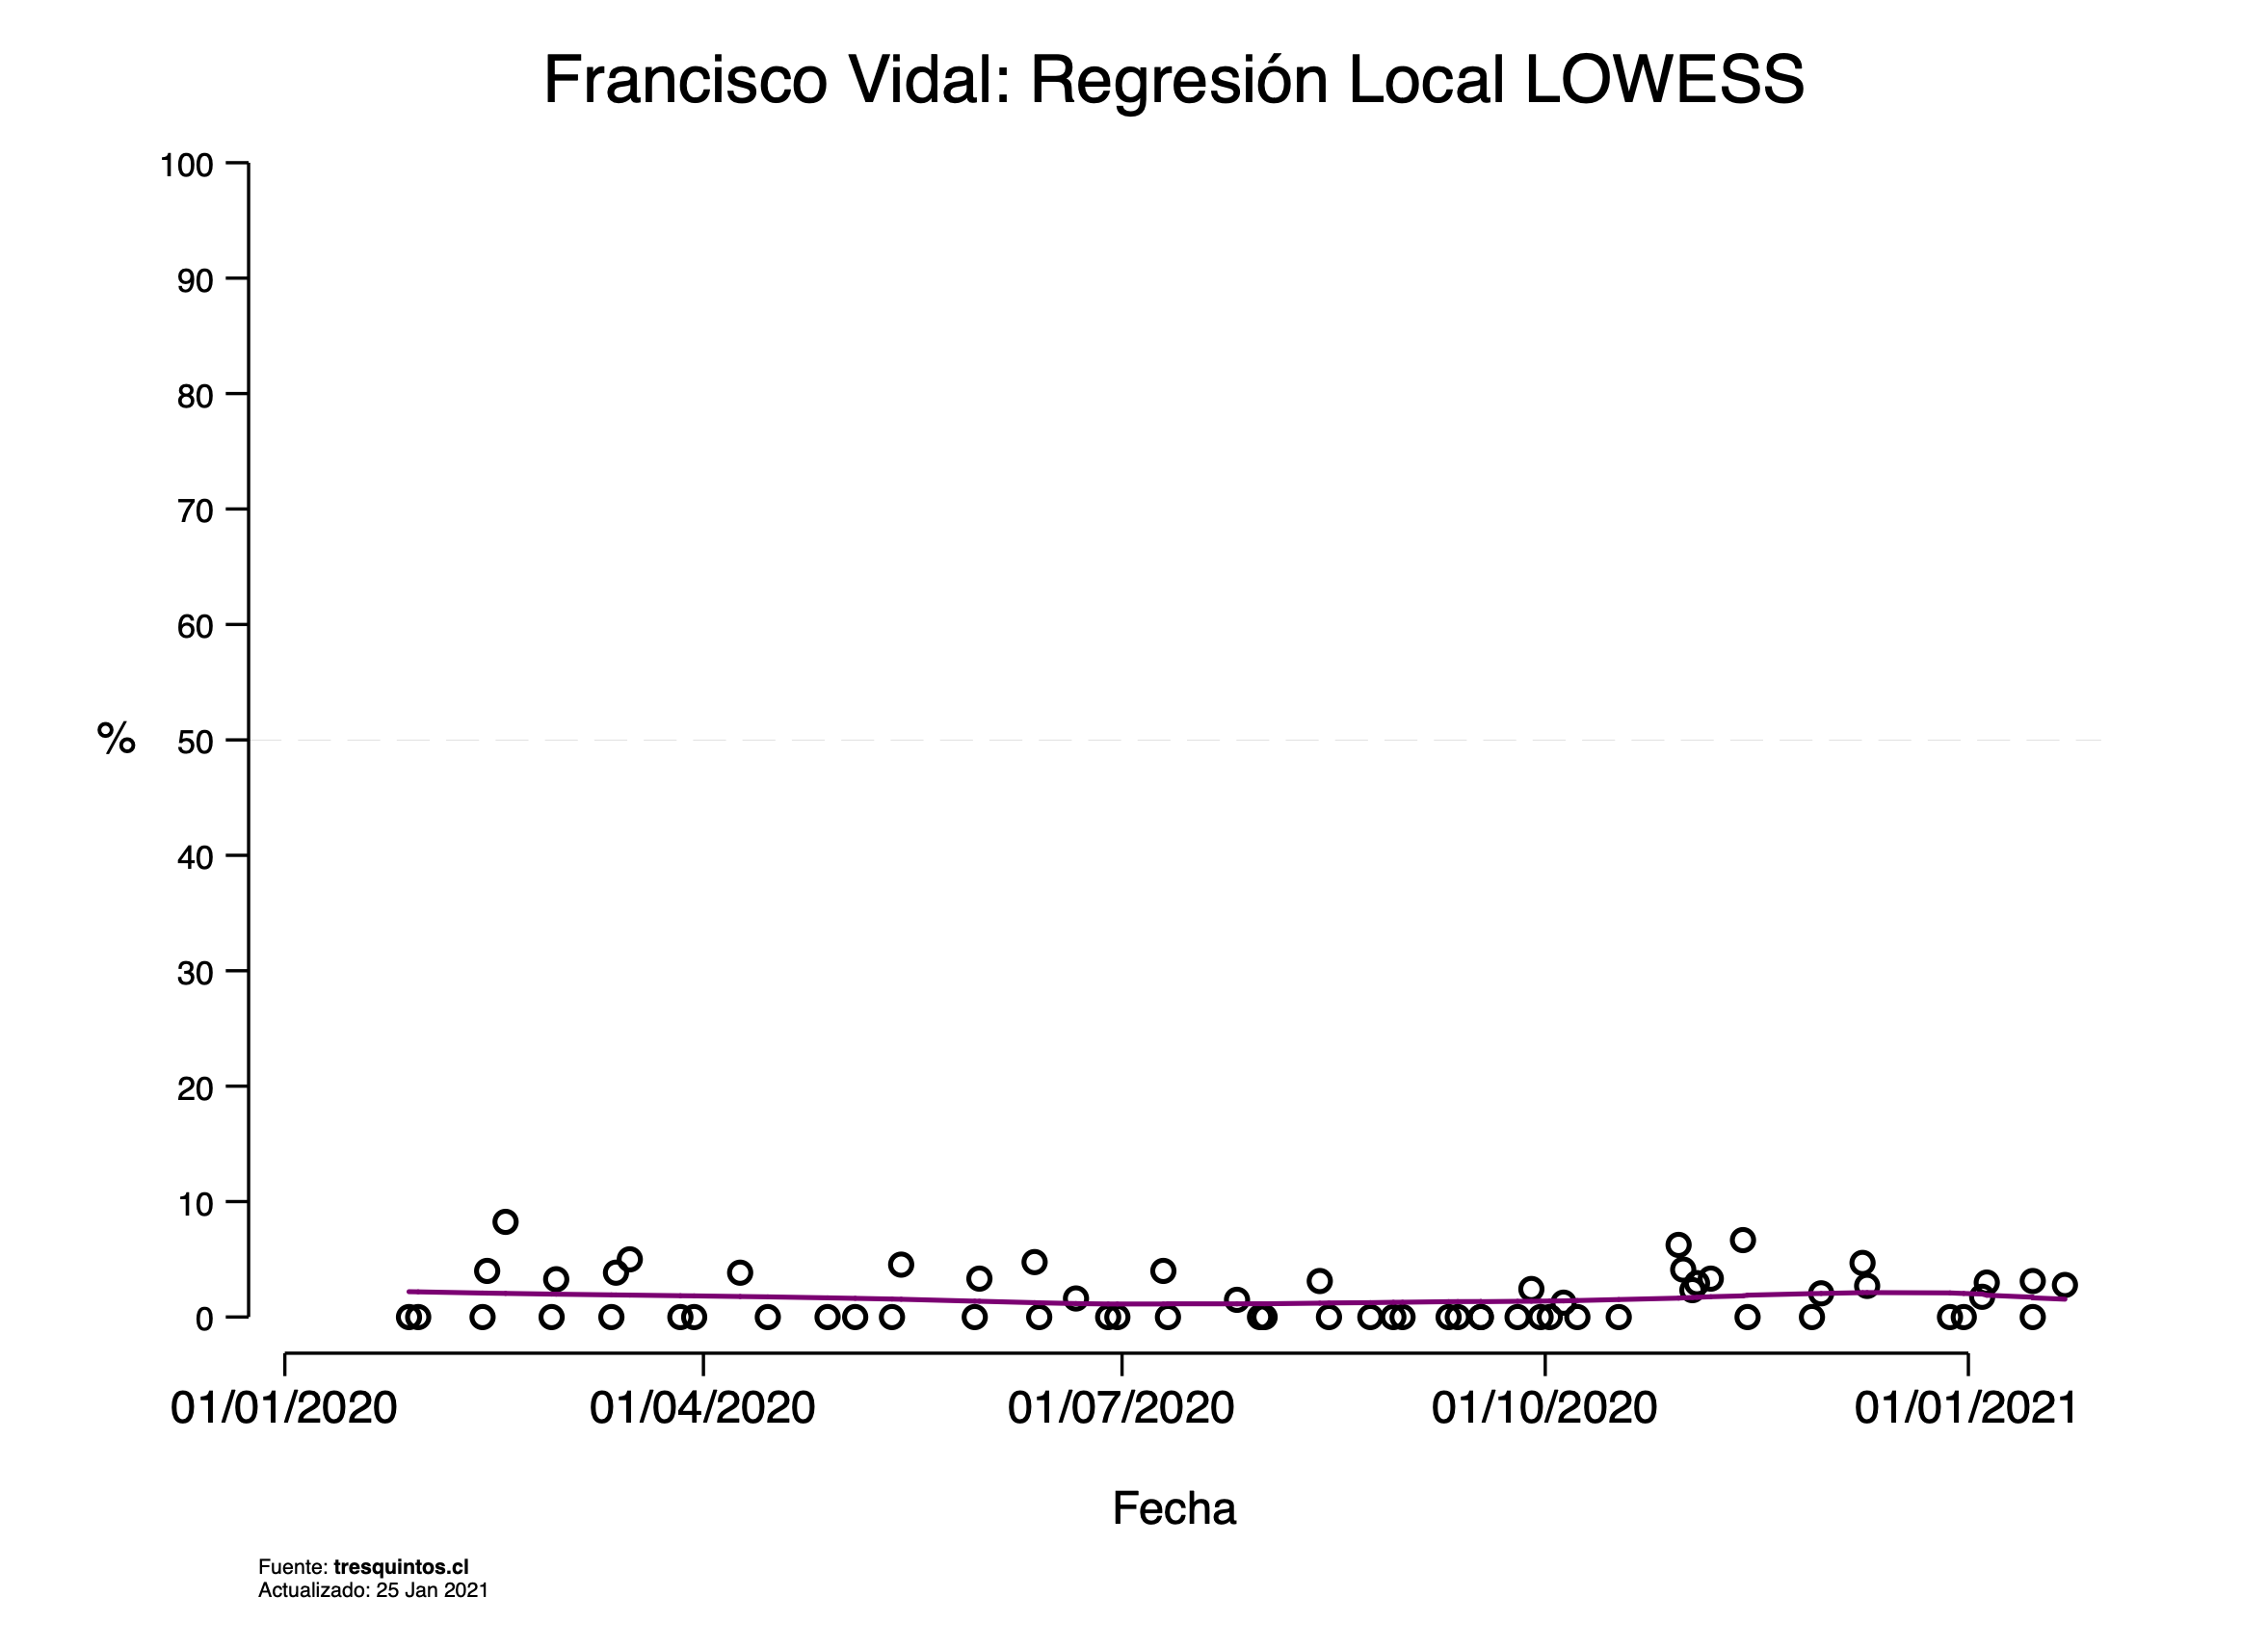 Francisco Vidal: Regresión Local LOWESS
100
90
80
70
60
% 50
40
30
20
10
0
01/01/2020 01/04/2020 01/07/2020 01/10/2020 01/01/2021
Fecha
Fuente: tresquintos.cl
Actualizado: 25 Jan 2021